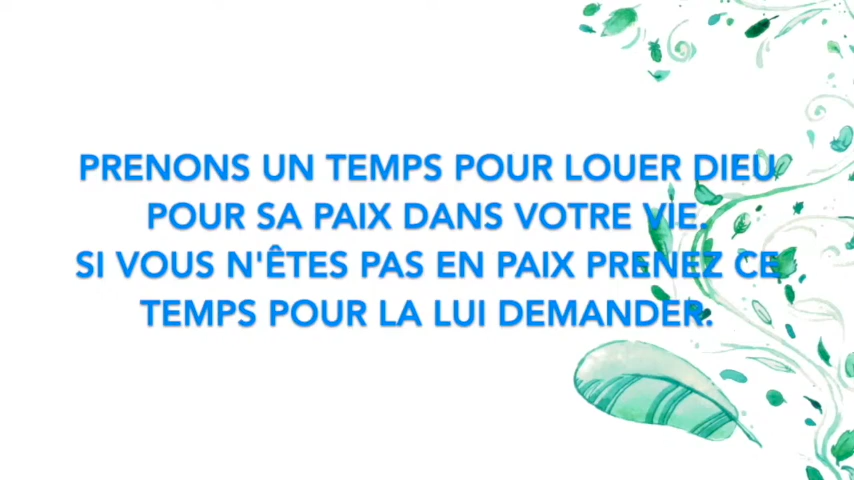 PRENONS UN TEMPS POUR LOUER DIEU
POUR SA PAIX DANS VOTRE VIE.
SI VOUS N'ÊTES PAS EN PAIX PRENEZ CE
TEMPS POUR LA LUI DEMANDER.